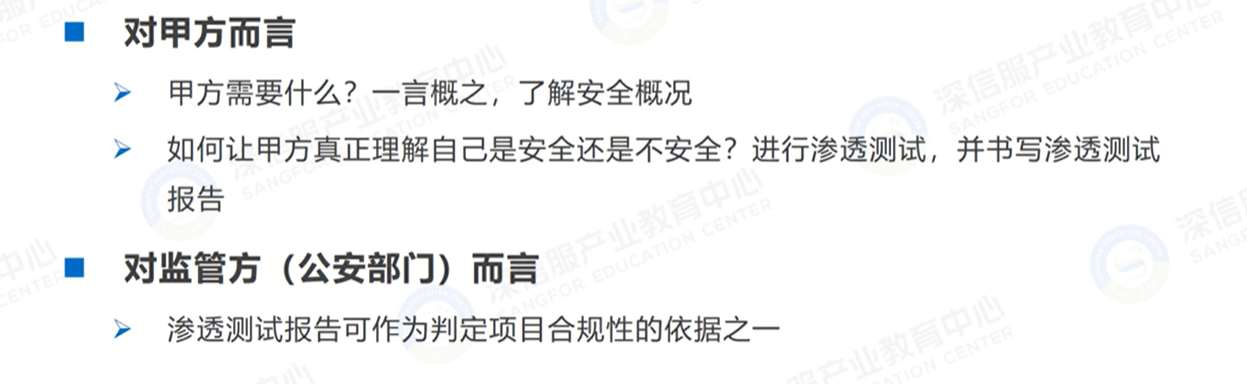 对甲方而言
甲方需要什么？一言概之，了解安全概况
如何让甲方真正理解自己是安全还是不安全？进行渗透测试，并书写渗透测试
报告
对监管方（公安部门）而言
渗透测试报告可作为判定项目合规性的依据之一
深信服产业教育中心
SANGFOR EDUCATION CENTER